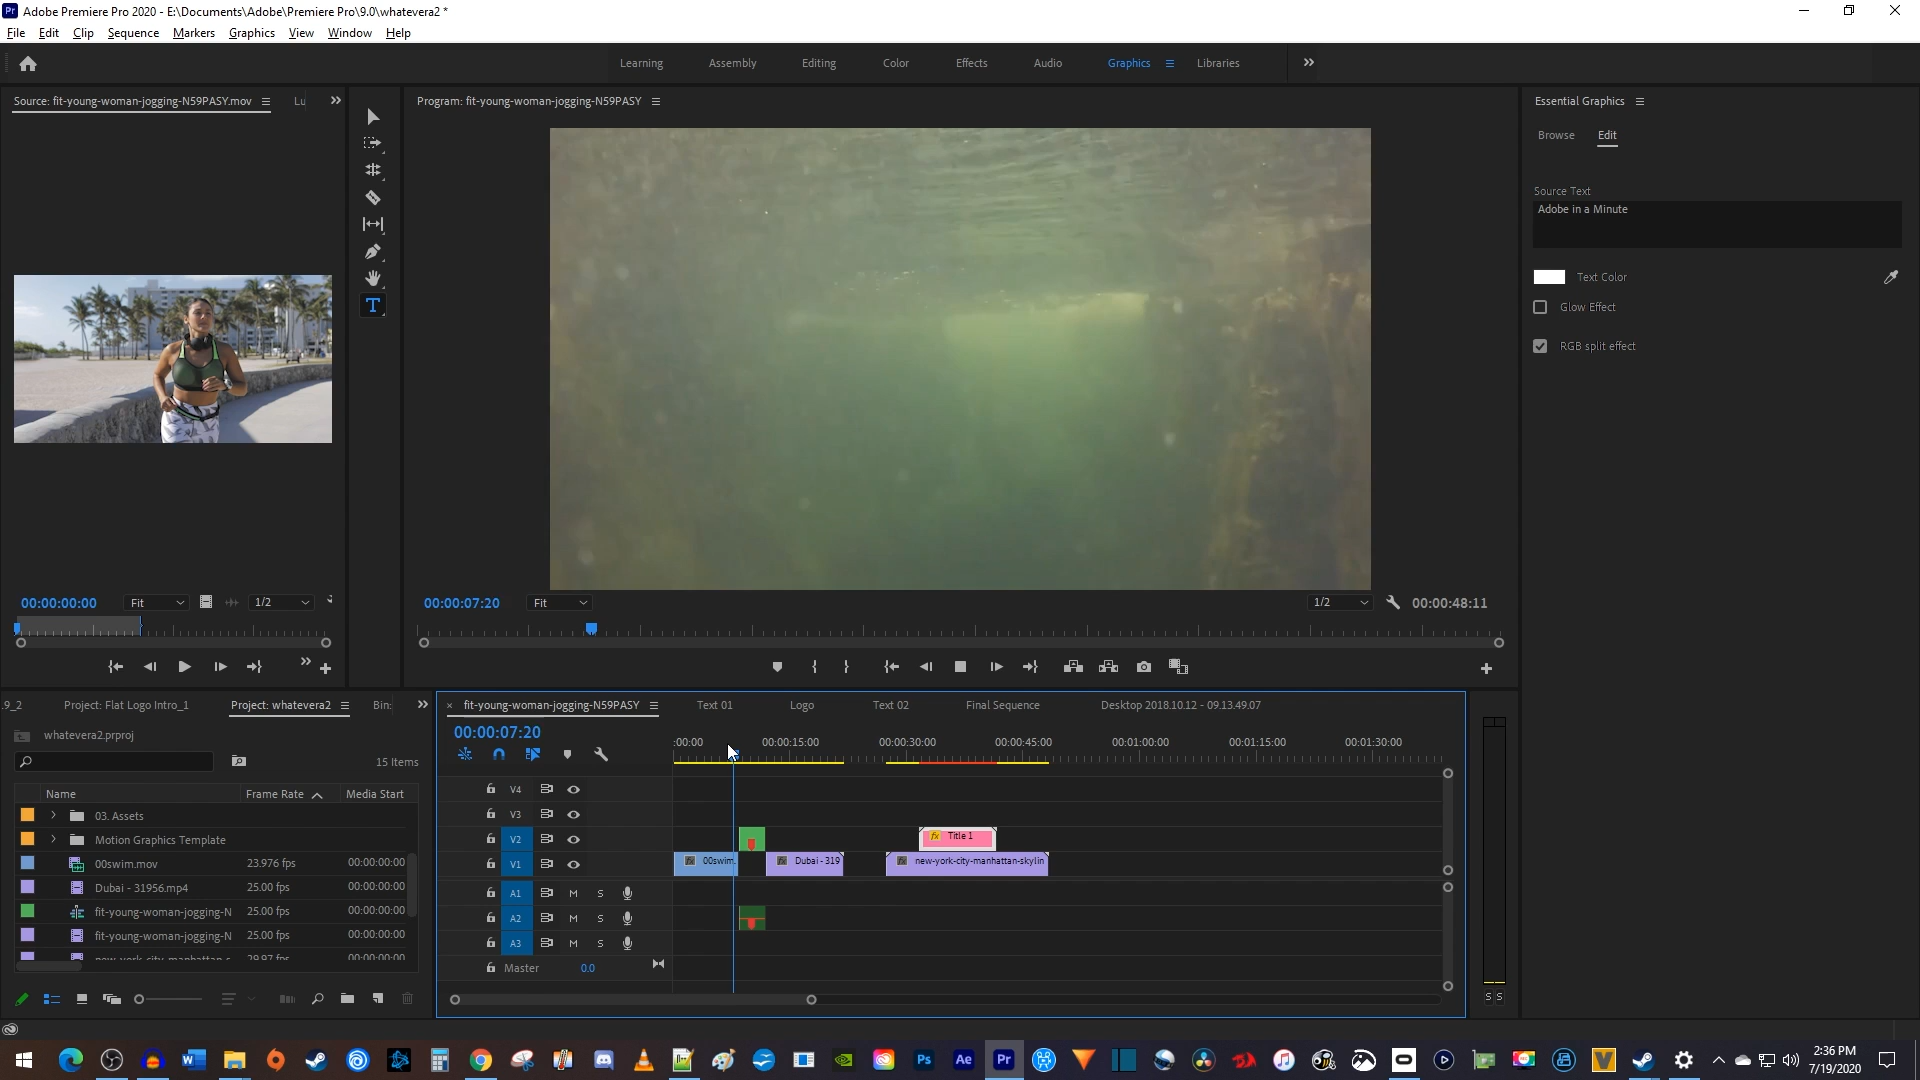 Adobe Premiere Pro 2020 - E:\Documents\Adobe\Premiere Pro\9.0\whatevera2 *
File Edit Clip Sequence Markers Graphics View Window Help
Learning Assembly Editing Color Effects Audio Graphics Libraries
Source: fit-young-woman-jogging-N59PASY.mov Lu
Program: fit-young-woman-jogging-N59PASY
Essential Graphics
Browse Edit
Source Text
Adobe in a Minute
Text Color
Glow Effect
RGB split effect
00:00:00:00 Fit 1/2
00:00:07:20 Fit 1/2 00:00:48:11
.9_2 Project: Flat Logo Intro_1 Project: whatevera2 Bin:
whatevera2.prproj
15 Items
Name Frame Rate Media Start
03. Assets
Motion Graphics Template
00swim.mov 23.976 fps 00:00:00:00
Dubai - 31956.mp4 25.00 fps 00:00:00:00
fit-young-woman-jogging-N 25.00 fps 00:00:00:00
fit-young-woman-jogging-N 25.00 fps 00:00:00:00
fit-young-woman-jogging-N59PASY Text 01 Logo Text 02 Final Sequence Desktop 2018.10.12 - 09.13.49.07
00:00:07:20
:00:00 00:00:15:00 00:00:30:00 00:00:45:00 00:01:00:00 00:01:15:00 00:01:30:00
V4
V3
V2 fx Title 1
V1 00swim. Dubai - 319 new-york-city-manhattan-skylin
A1 M S
A2 M S
A3 M S
Master 0.0
S S
Ps Ae Pr
2:36 PM
7/19/2020